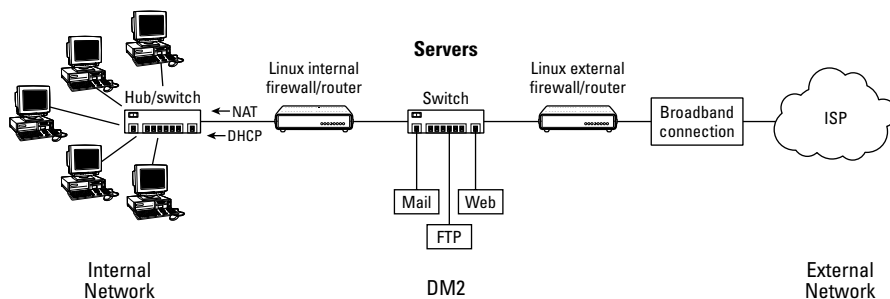 Servers
Hub/switch
Linux internal
firewall/router
Switch
Linux external
firewall/router
NAT
DHCP
Broadband
connection
ISP
Mail
Web
FTP
Internal
Network
DM2
External
Network